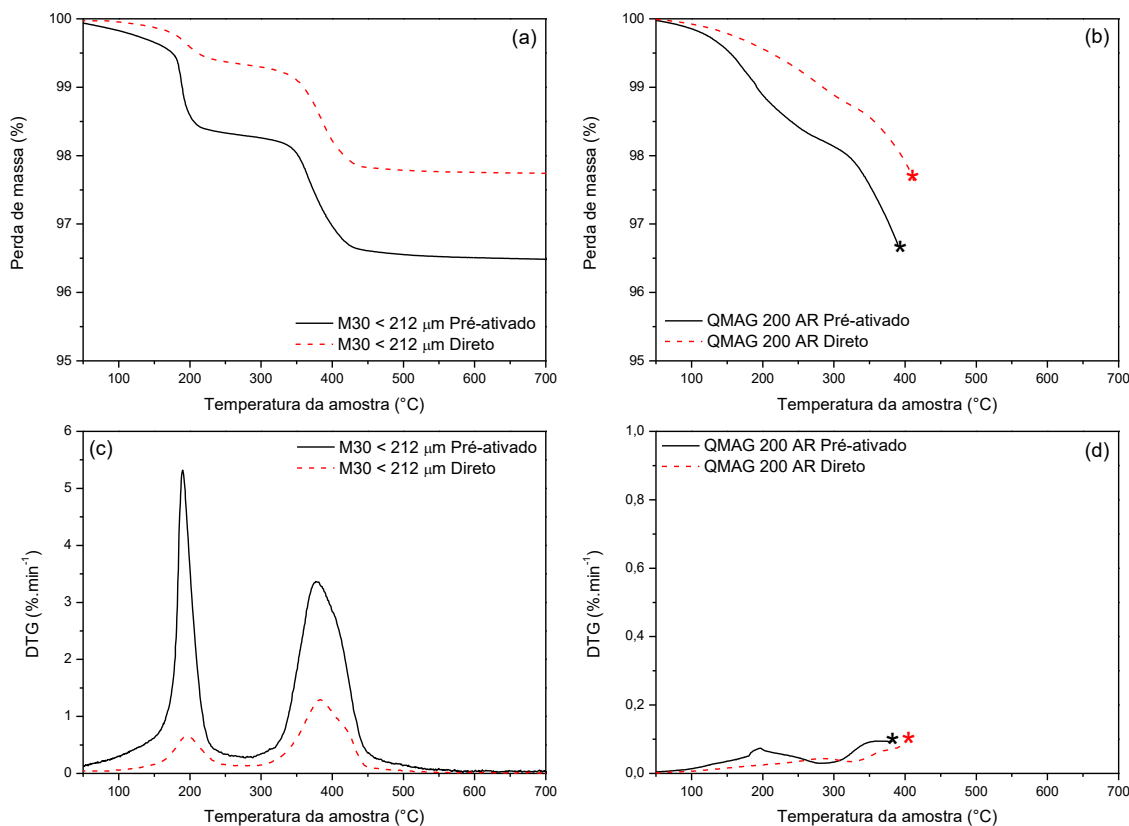 (a)
100
99
98
97
96
95
Perda de massa (%)
M30 < 212 μm Pré-ativado
M30 < 212 μm Direto
100 200 300 400 500 600 700
Temperatura da amostra (°C)
(b)
100
99
98
97
96
95
Perda de massa (%)
*
*
QMAG 200 AR Pré-ativado
QMAG 200 AR Direto
100 200 300 400 500 600 700
Temperatura da amostra (°C)
(c)
6
5
4
3
2
1
0
DTG (%.min⁻¹)
M30 < 212 μm Pré-ativado
M30 < 212 μm Direto
100 200 300 400 500 600 700
Temperatura da amostra (°C)
(d)
1,0
0,8
0,6
0,4
0,2
0,0
DTG (%.min⁻¹)
QMAG 200 AR Pré-ativado
QMAG 200 AR Direto
* *
100 200 300 400 500 600 700
Temperatura da amostra (°C)